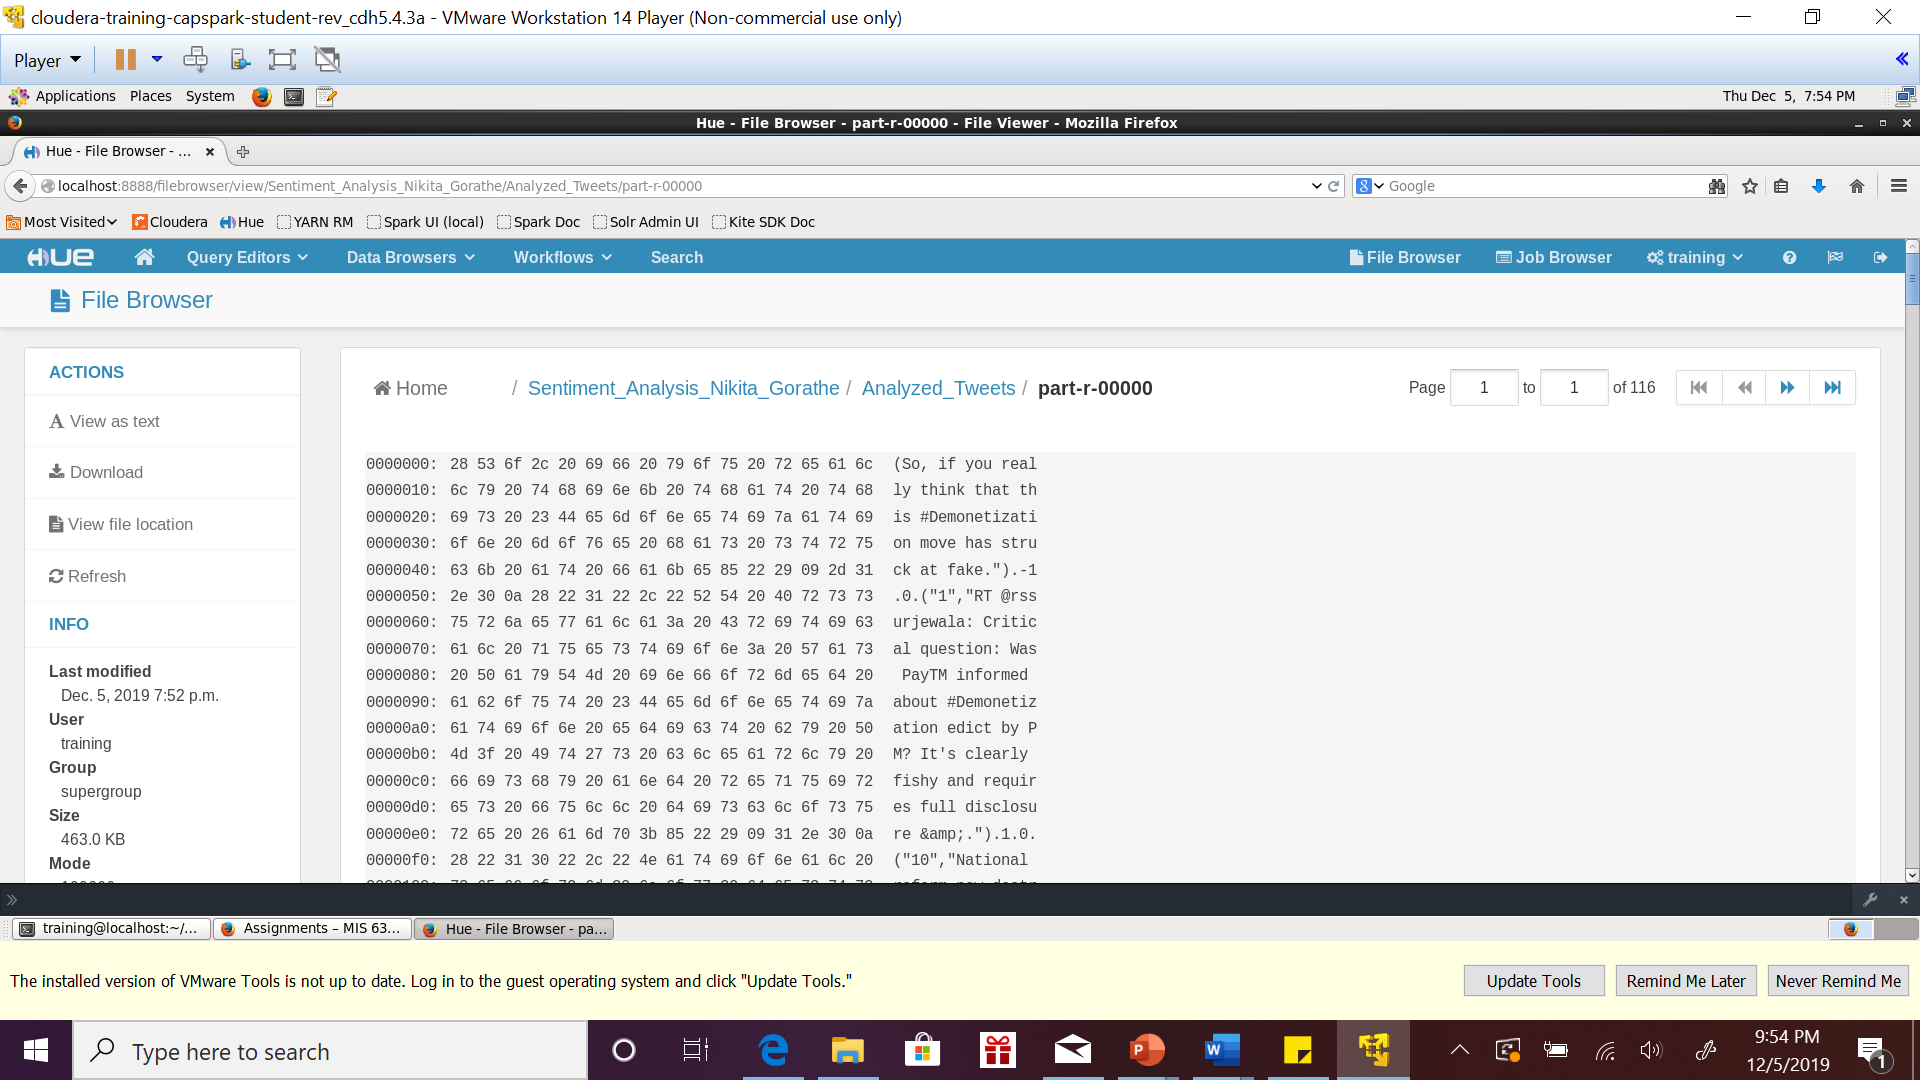 cloudera-training-capspark-student-rev_cdh5.4.3a - VMware Workstation 14 Player (Non-commercial use only)
Player
Applications Places System Thu Dec 5, 7:54 PM
Hue - File Browser - part-r-00000 - File Viewer - Mozilla Firefox
Hue - File Browser - ...
localhost:8888/filebrowser/view/Sentiment_Analysis_Nikita_Gorathe/Analyzed_Tweets/part-r-00000 Google
Most Visited Cloudera Hue YARN RM Spark UI (local) Spark Doc Solr Admin UI Kite SDK Doc
HUE Query Editors Data Browsers Workflows Search File Browser Job Browser training
File Browser
ACTIONS
View as text
Download
View file location
Refresh
INFO
Last modified
Dec. 5, 2019 7:52 p.m.
User
training
Group
supergroup
Size
463.0 KB
Mode
Home / Sentiment_Analysis_Nikita_Gorathe / Analyzed_Tweets / part-r-00000 Page 1 to 1 of 116
0000000: 28 53 6f 2c 20 69 66 20 79 6f 75 20 72 65 61 6c (So, if you real
0000010: 6c 79 20 74 68 69 6e 6b 20 74 68 61 74 20 74 68 ly think that th
0000020: 69 73 20 23 44 65 6d 6f 6e 65 74 69 7a 61 74 69 is #Demonetizati
0000030: 6f 6e 20 6d 6f 76 65 20 68 61 73 20 73 74 72 75 on move has stru
0000040: 63 6b 20 61 74 20 66 61 6b 65 85 22 29 09 2d 31 ck at fake.").-1
0000050: 2e 30 0a 28 22 31 22 2c 22 52 54 20 40 72 73 73 .0.("1","RT @rss
0000060: 75 72 6a 65 77 61 6c 61 3a 20 43 72 69 74 69 63 urjewala: Critic
0000070: 61 6c 20 71 75 65 73 74 69 6f 6e 3a 20 57 61 73 al question: Was
0000080: 20 50 61 79 54 4d 20 69 6e 66 6f 72 6d 65 64 20 PayTM informed
0000090: 61 62 6f 75 74 20 23 44 65 6d 6f 6e 65 74 69 7a about #Demonetiz
00000a0: 61 74 69 6f 6e 20 65 64 69 63 74 20 62 79 20 50 ation edict by P
00000b0: 4d 3f 20 49 74 27 73 20 63 6c 65 61 72 6c 79 20 M? It's clearly
00000c0: 66 69 73 68 79 20 61 6e 64 20 72 65 71 75 69 72 fishy and requir
00000d0: 65 73 20 66 75 6c 6c 20 64 69 73 63 6c 6f 73 75 es full disclosu
00000e0: 72 65 20 26 61 6d 70 3b 85 22 29 09 31 2e 30 0a re &amp;.").1.0.
00000f0: 28 22 31 30 22 2c 22 4e 61 74 69 6f 6e 61 6c 20 ("10","National
training@localhost:~/... Assignments – MIS 63... Hue - File Browser - pa...
The installed version of VMware Tools is not up to date. Log in to the guest operating system and click "Update Tools." Update Tools Remind Me Later Never Remind Me
Type here to search 9:54 PM
12/5/2019 1